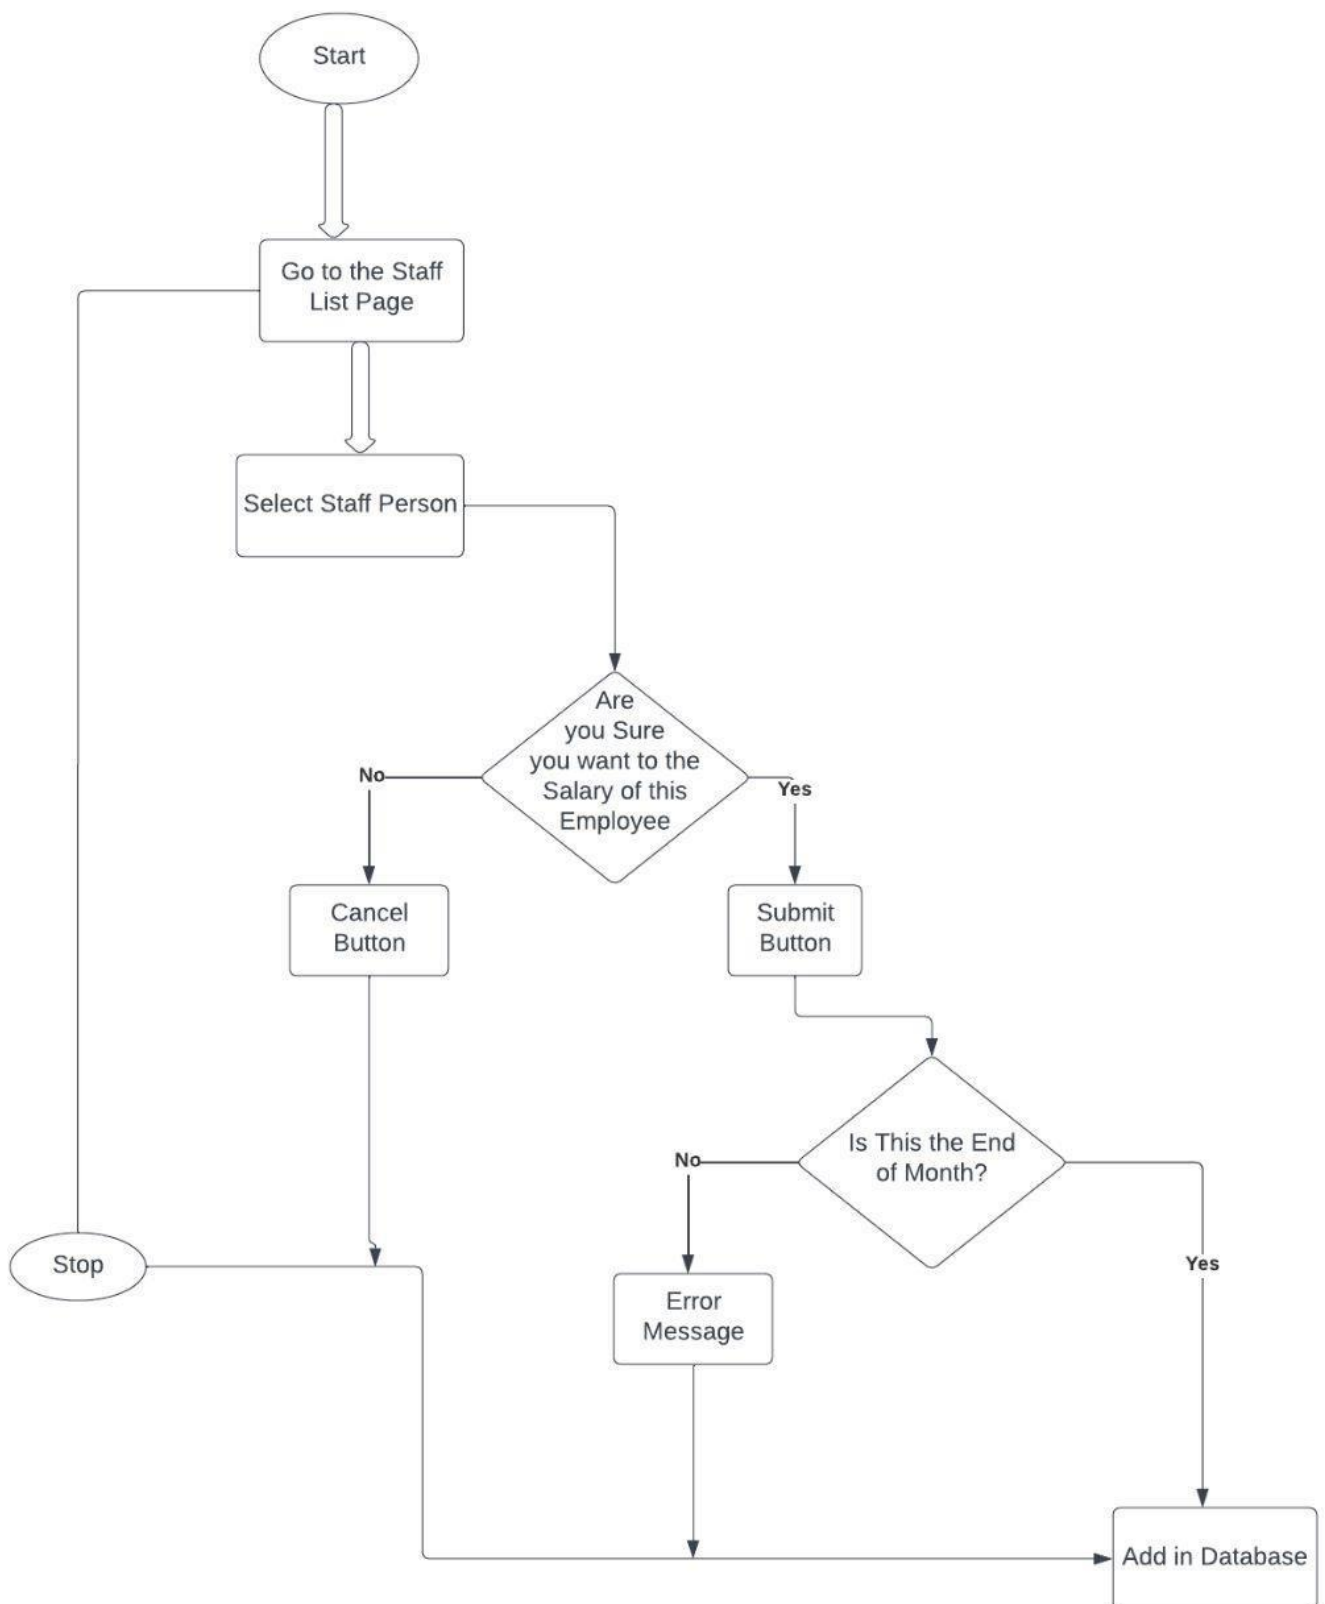 Start
Go to the Staff
List Page
Select Staff Person
Are
you Sure
you want to the
Salary of this
Employee
No
Yes
Cancel
Button
Submit
Button
Is This the End
of Month?
No
Yes
Stop
Error
Message
Add in Database